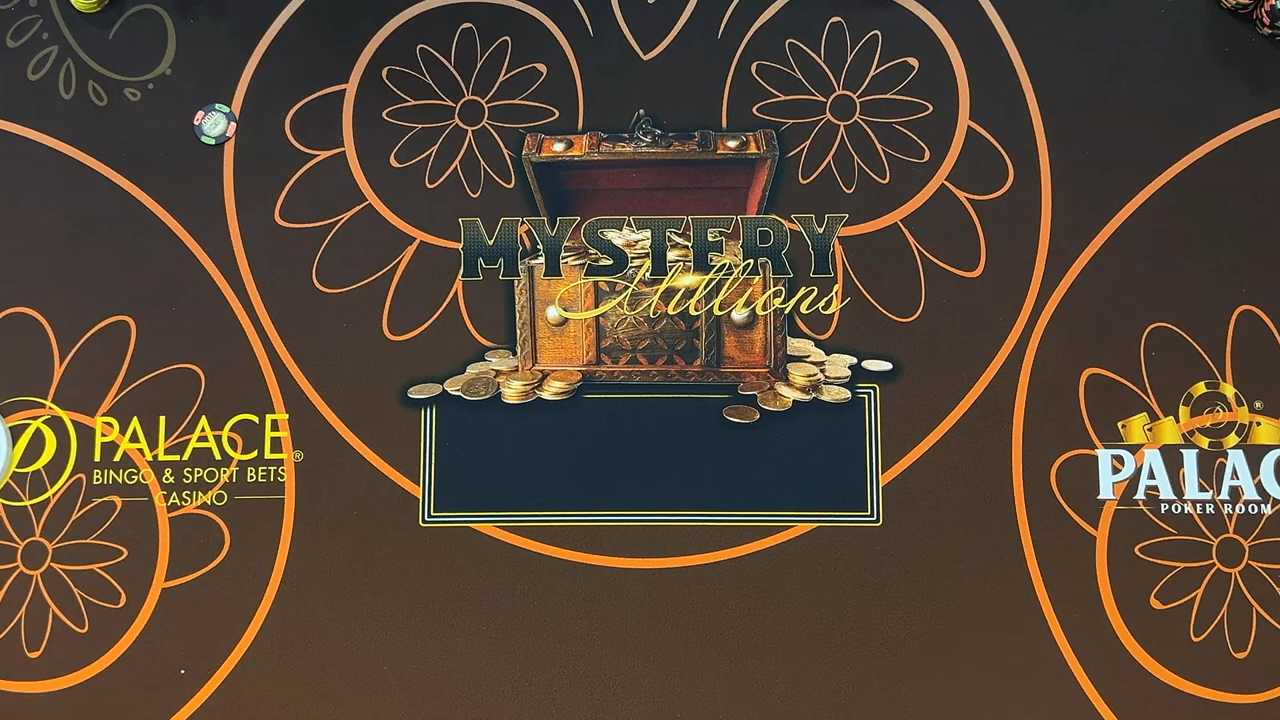 MYSTERY
Millions
PALACE®
BINGO & SPORT BETS
CASINO
®
PALAC
POKER ROOM